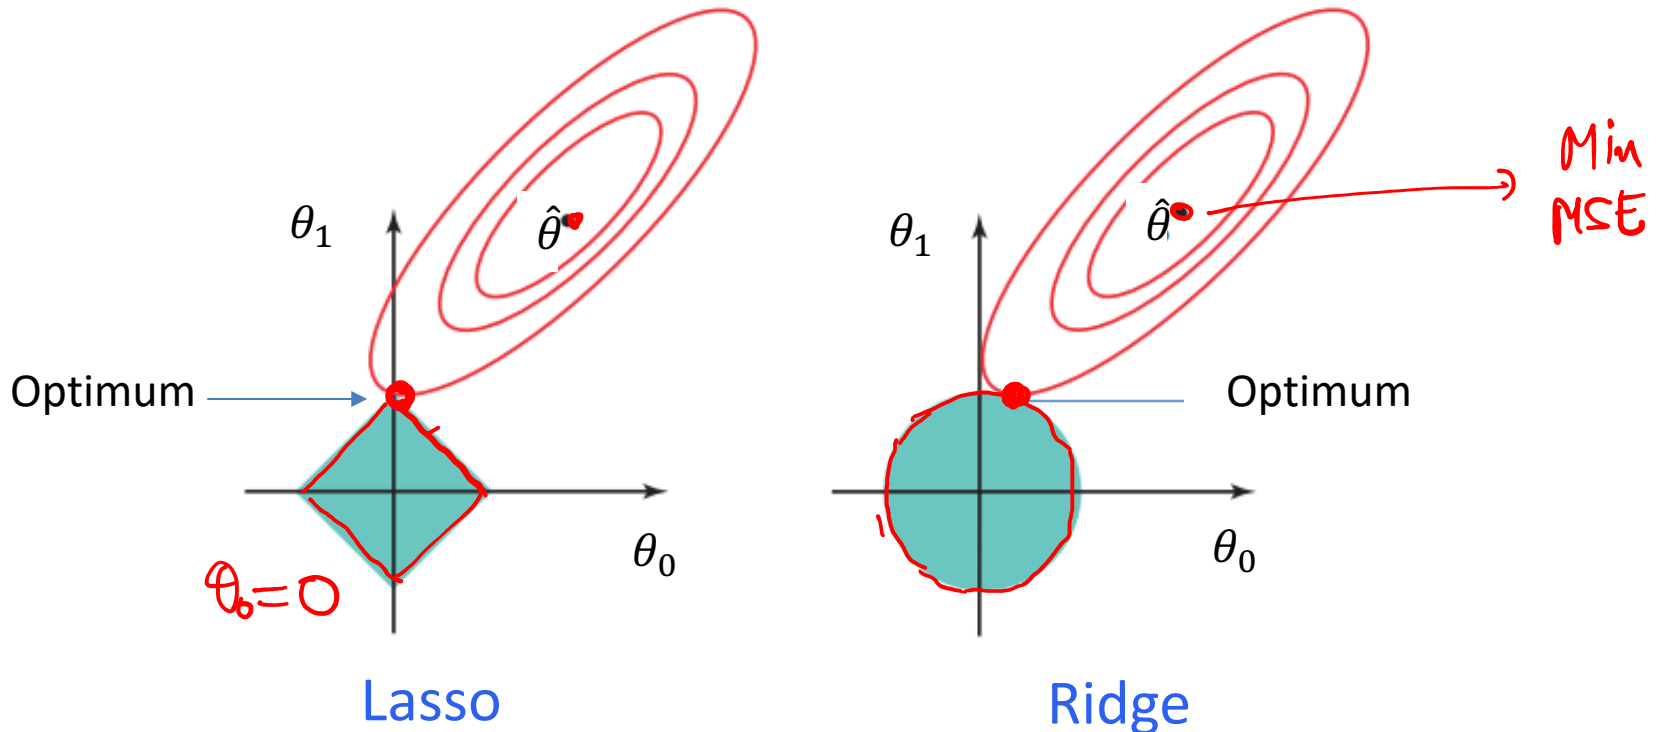 θ₁
θ̂
Optimum
θ₀
θ₀=0
Lasso
θ₁
θ̂
Min
MSE
Optimum
θ₀
Ridge